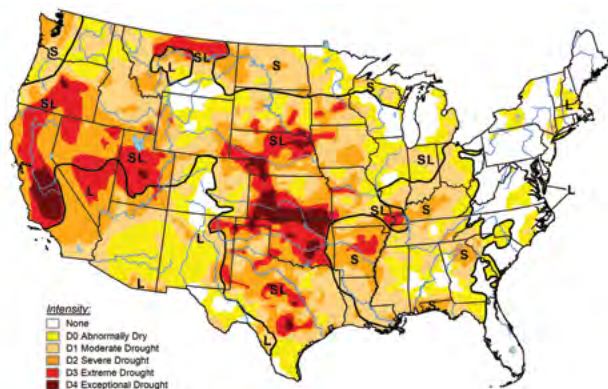 S
SL
L
S
S
L
SL
SL
SL
SL
L
SL
SL
S
L
L
S
S
SL
S
L
L
Intensity:
None
D0 Abnormally Dry
D1 Moderate Drought
D2 Severe Drought
D3 Extreme Drought
D4 Exceptional Drought